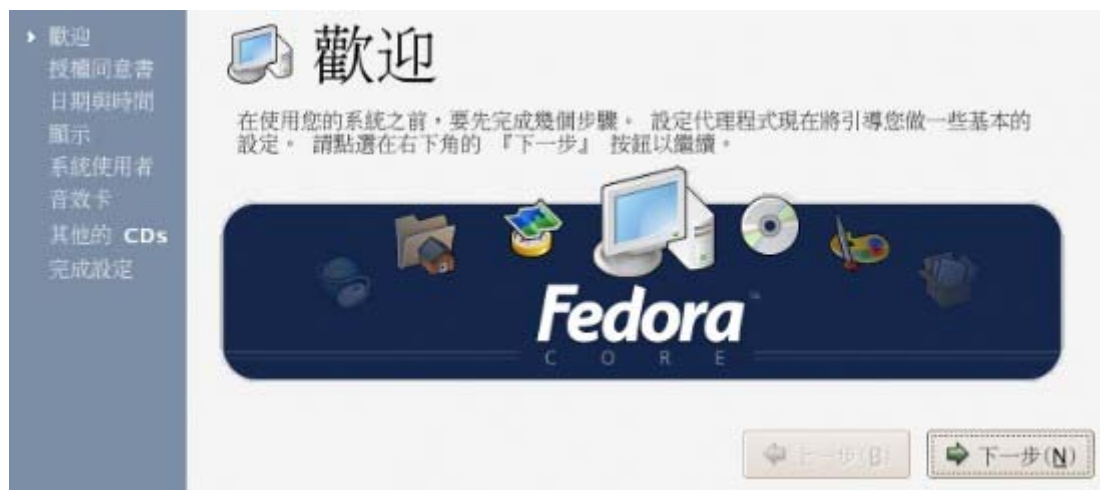 歡迎
授權同意書
日期與時間
顯示
系統使用者
音效卡
其他的 CDs
完成設定
歡迎
在使用您的系統之前，要先完成幾個步驟。 設定代理程式現在將引導您做一些基本的
設定。 請點選在右下角的 『下一步』 按鈕以繼續。
Fedora™
CORE
上一步(B)
下一步(N)